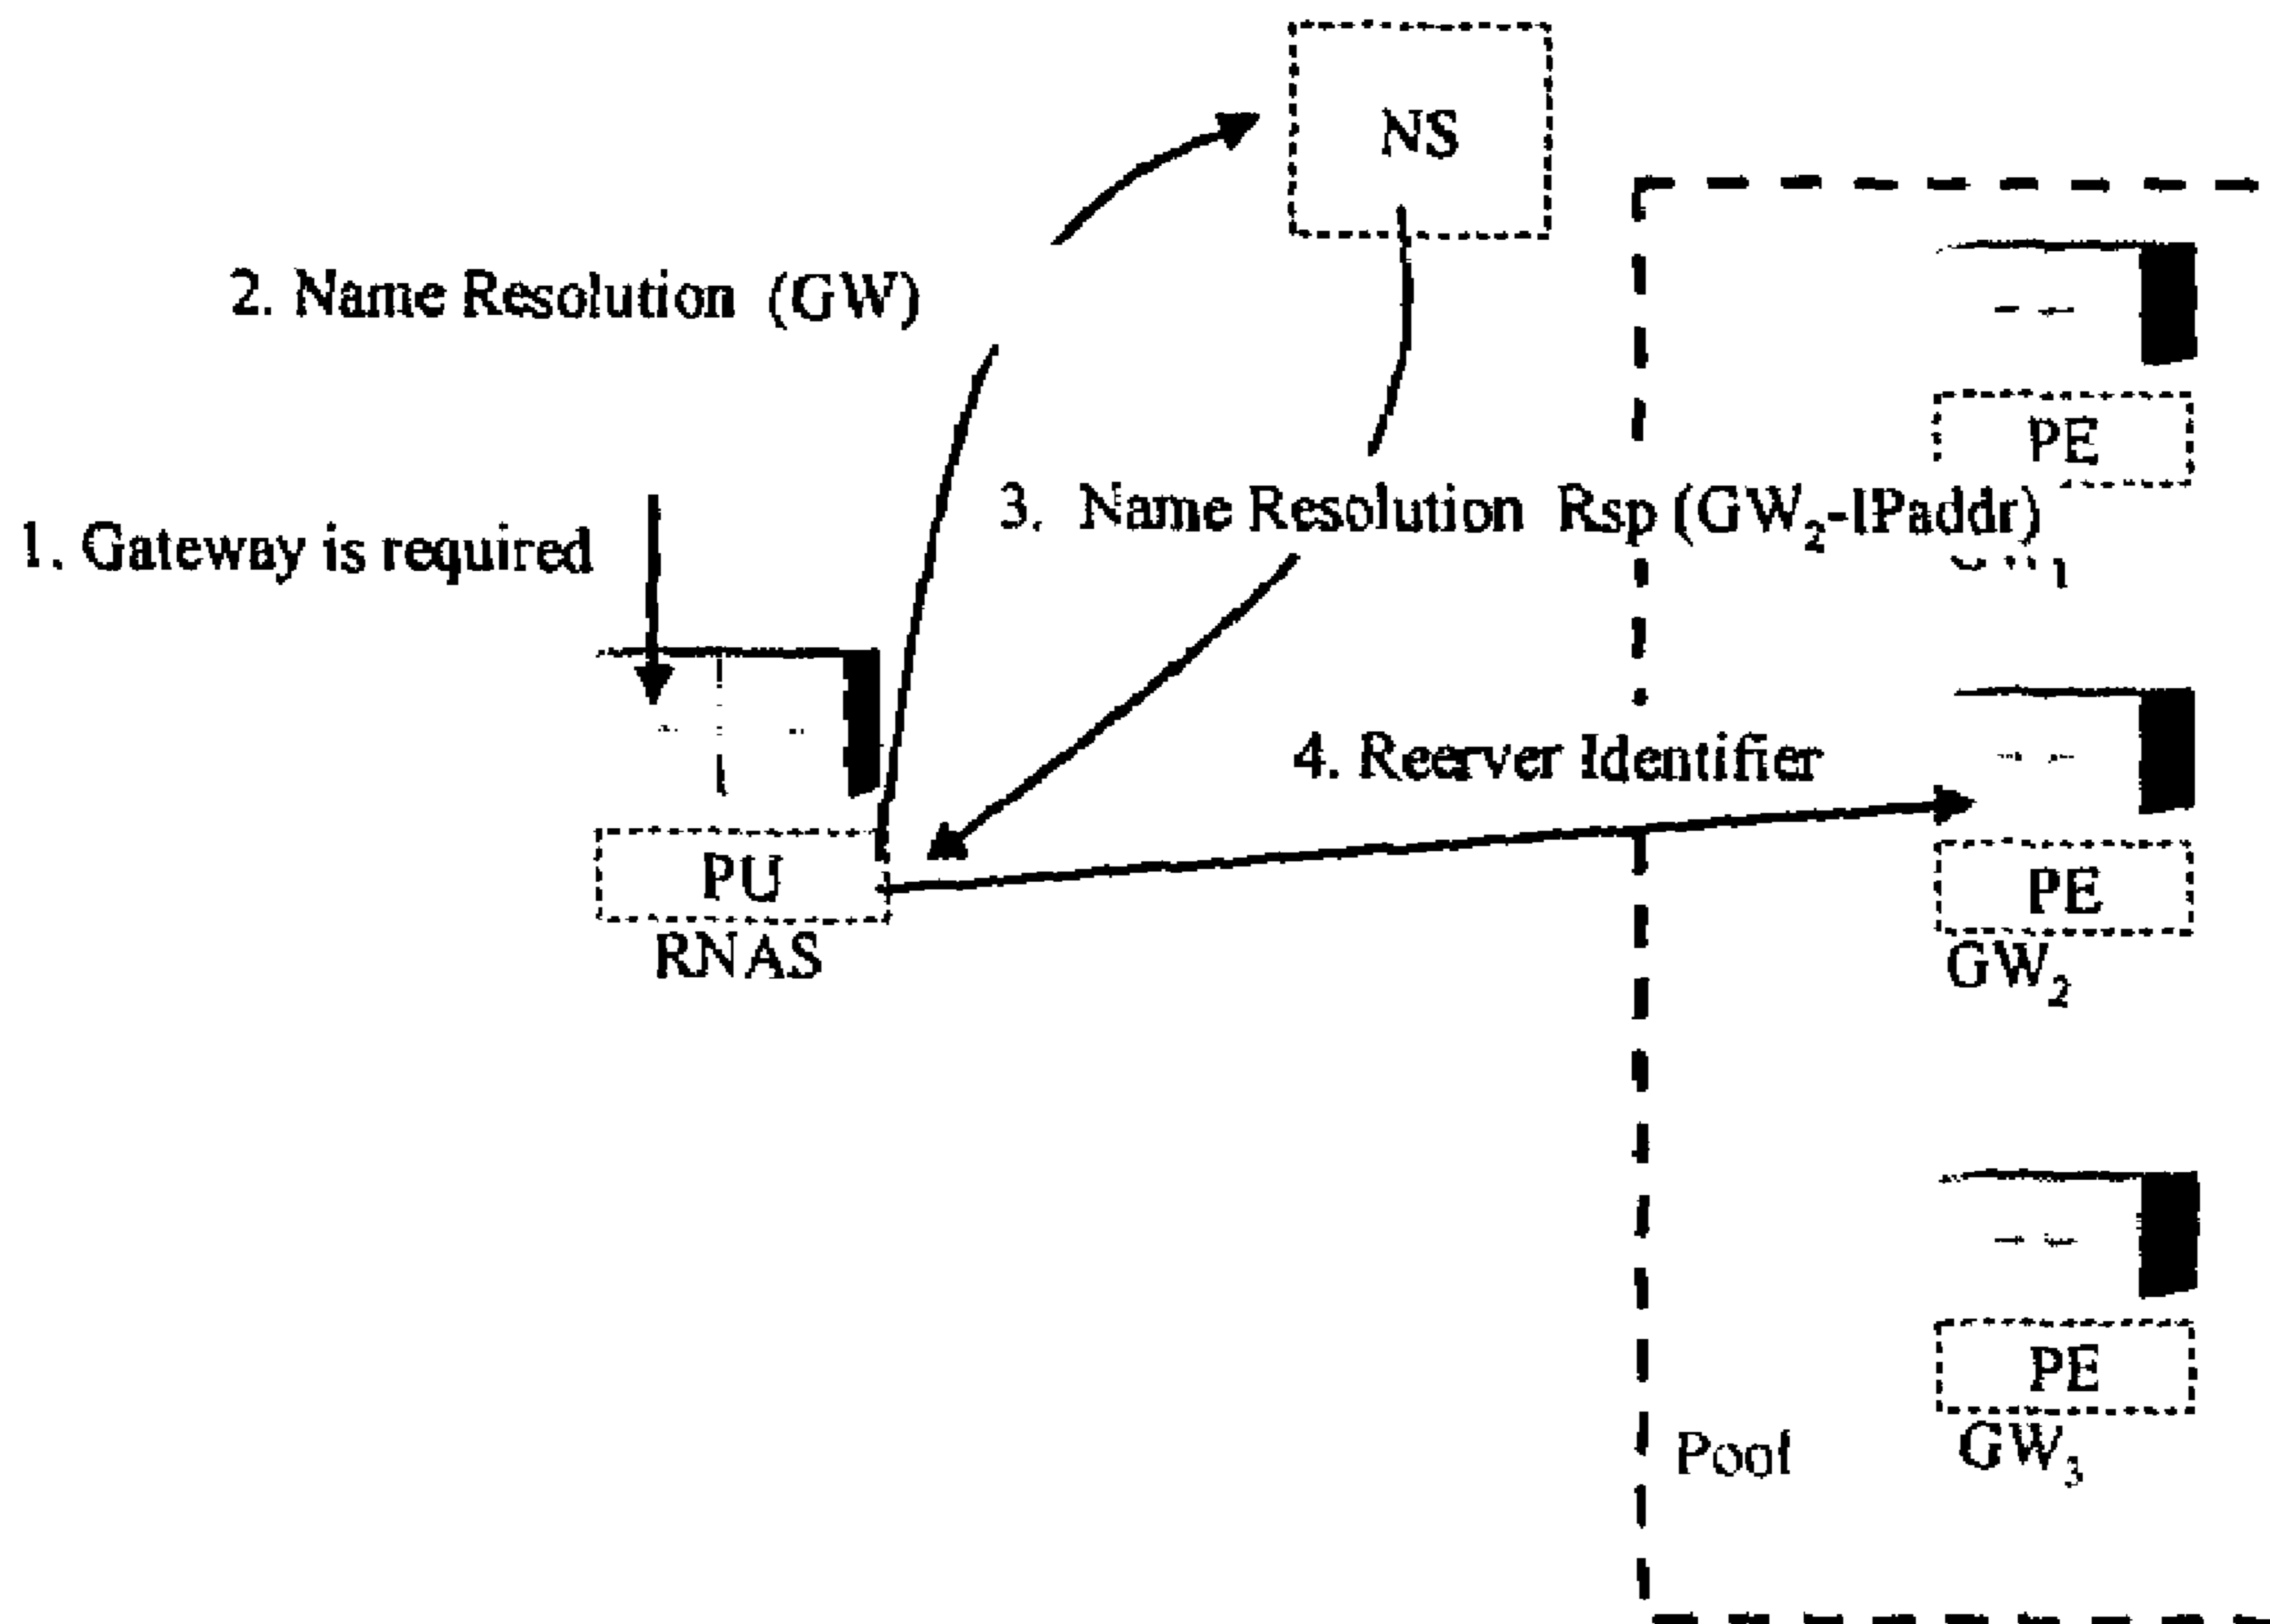 NS
2. Name Resolution (GW)
PE
3. Name Resolution Rsp (GW₂-IPaddr)
1. Gateway is required
4. Reerver Identifier
PU
RNAS
PE
GW₂
PE
GW₃
Pool